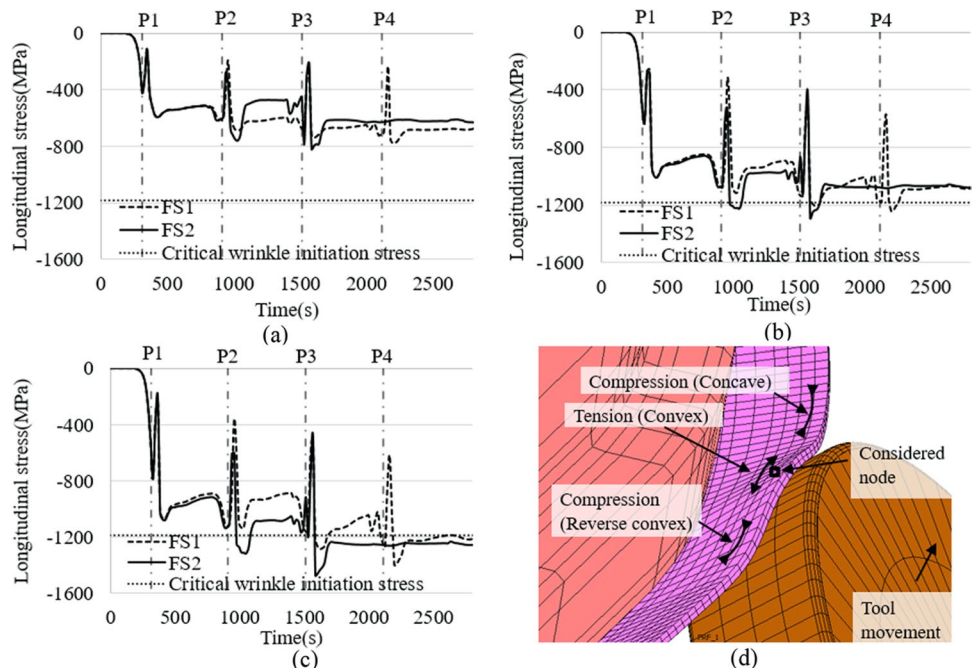 (a)
P1 P2 P3 P4
0
-400
-800
-1200
-1600
Longitudinal stress(MPa)
FS1
FS2
Critical wrinkle initiation stress
0 500 1000 1500 2000 2500
Time(s)
(a)
(b)
P1 P2 P3 P4
0
-400
-800
-1200
-1600
Longitudinal stress(MPa)
FS1
FS2
Critical wrinkle initiation stress
0 500 1000 1500 2000 2500
Time(s)
(b)
P1 P2 P3 P4
0
-400
-800
-1200
-1600
Longitudinal stress(MPa)
FS1
FS2
Critical wrinkle initiation stress
0 500 1000 1500 2000 2500
Time(s)
(c)
Compression (Concave)
Tension (Convex)
Compression
(Reverse convex)
Considered
node
Tool
movement
(d)